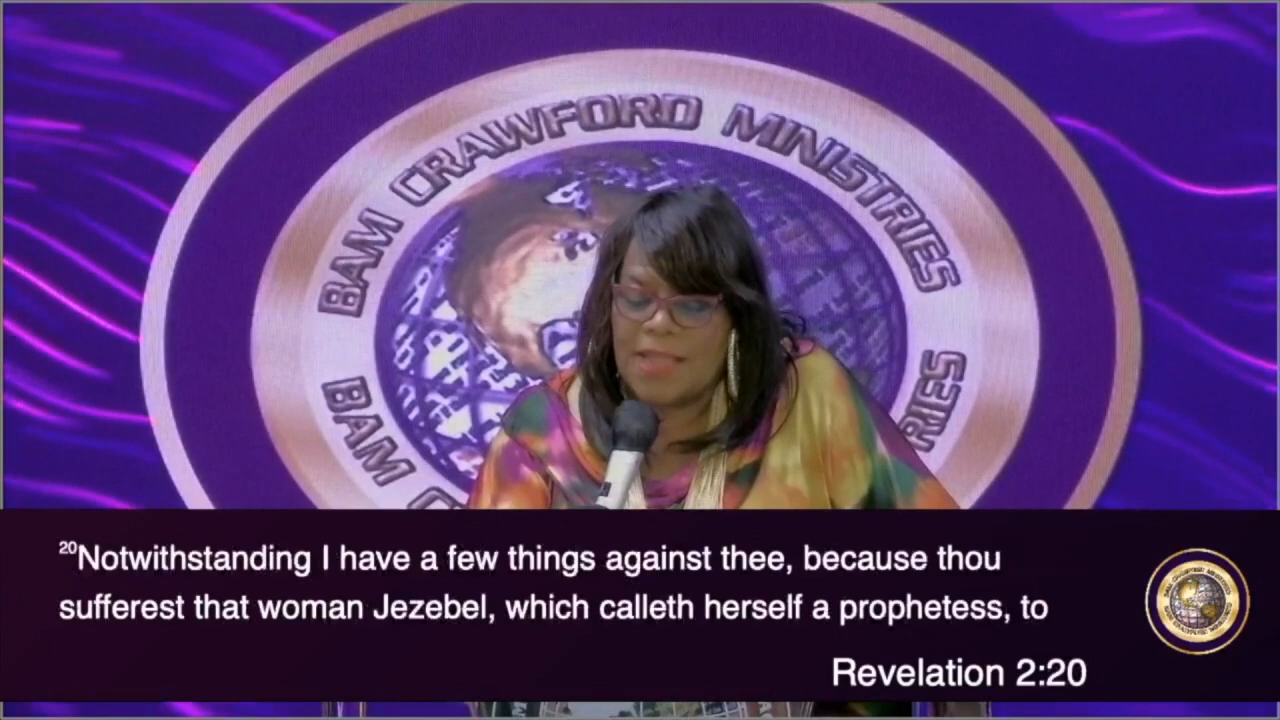 BAM CRAWFORD MINISTRIES
BAM
RIES
20Notwithstanding I have a few things against thee, because thou
sufferest that woman Jezebel, which calleth herself a prophetess, to
Revelation 2:20